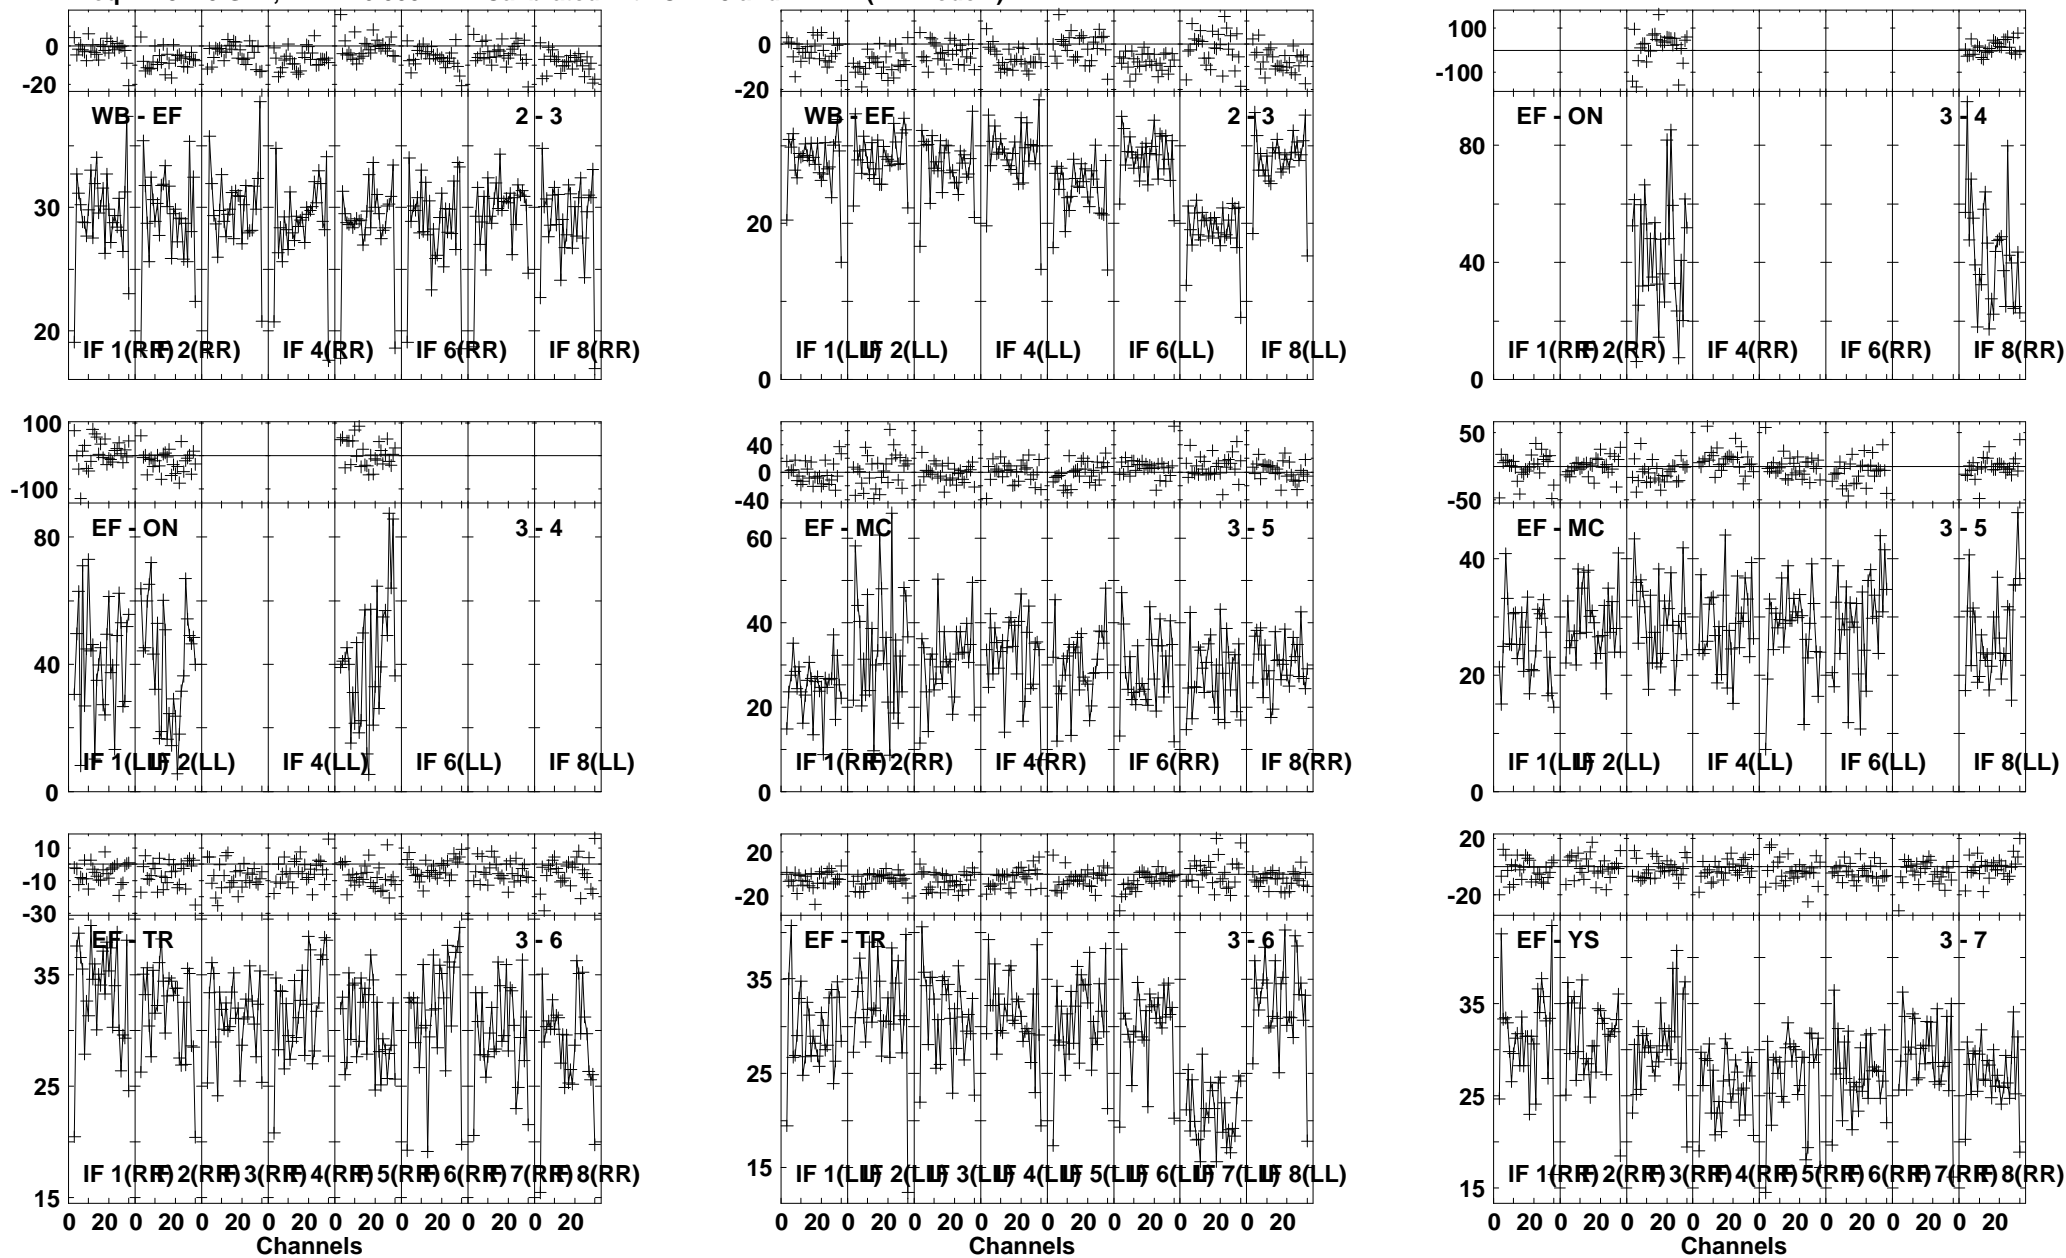 0
-20
WB - EF 2 - 3
30
20
IF 1(RR) IF 2(RR) IF 4(RR) IF 6(RR) IF 8(RR)
0
-20
WB - EF 2 - 3
20
0
IF 1(LL) IF 2(LL) IF 4(LL) IF 6(LL) IF 8(LL)
100
-100
EF - ON 3 - 4
80
40
0
IF 1(RR) IF 2(RR) IF 4(RR) IF 6(RR) IF 8(RR)
100
-100
EF - ON 3 - 4
80
40
0
IF 1(LL) IF 2(LL) IF 4(LL) IF 6(LL) IF 8(LL)
40
0
-40
EF - MC 3 - 5
60
40
20
0
IF 1(RR) IF 2(RR) IF 4(RR) IF 6(RR) IF 8(RR)
50
-50
EF - MC 3 - 5
40
20
0
IF 1(LL) IF 2(LL) IF 4(LL) IF 6(LL) IF 8(LL)
10
-10
-30
EF - TR 3 - 6
35
25
15
IF 1(RR) IF 2(RR) IF 3(RR) IF 4(RR) IF 5(RR) IF 6(RR) IF 7(RR) IF 8(RR)
0 20 0 20 0 20 0 20 0 20 0 20 0 20 0 20
Channels
20
-20
EF - TR 3 - 6
35
25
15
IF 1(LL) IF 2(LL) IF 3(LL) IF 4(LL) IF 5(LL) IF 6(LL) IF 7(LL) IF 8(LL)
0 20 0 20 0 20 0 20 0 20 0 20 0 20 0 20
Channels
20
-20
EF - YS 3 - 7
35
25
15
IF 1(RR) IF 2(RR) IF 3(RR) IF 4(RR) IF 5(RR) IF 6(RR) IF 7(RR) IF 8(RR)
0 20 0 20 0 20 0 20 0 20 0 20 0 20 0 20
Channels